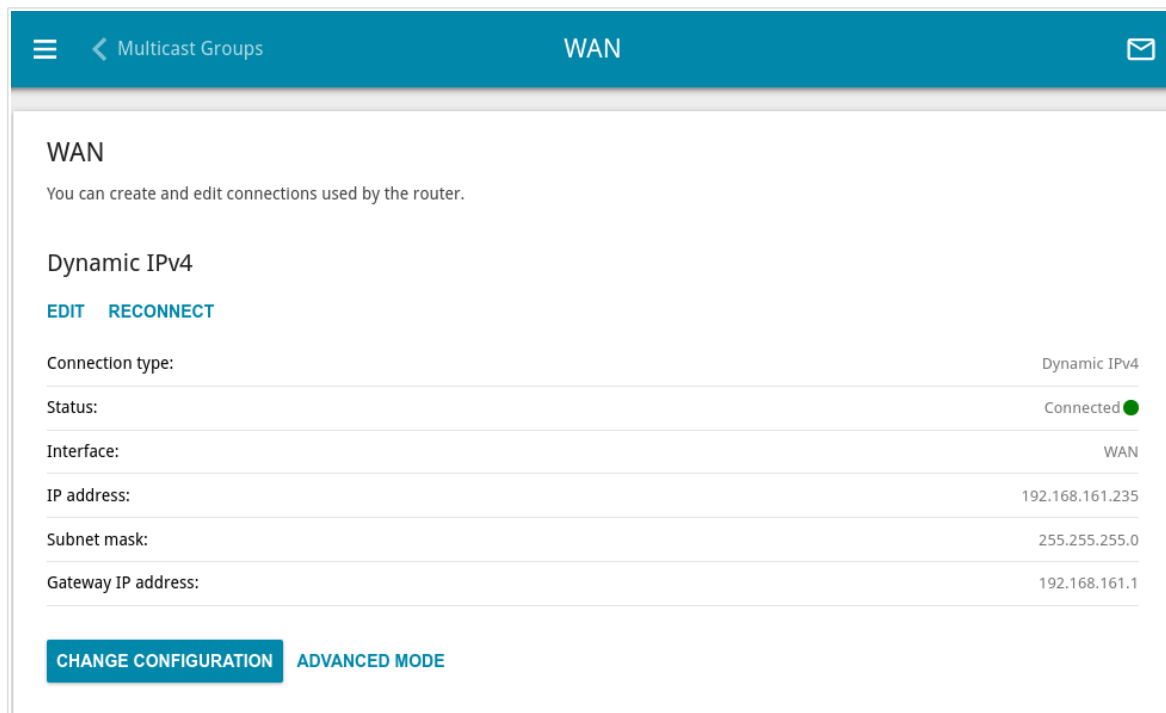 Multicast Groups
WAN
WAN
You can create and edit connections used by the router.
Dynamic IPv4
EDIT RECONNECT
Connection type: Dynamic IPv4
Status: Connected
Interface: WAN
IP address: 192.168.161.235
Subnet mask: 255.255.255.0
Gateway IP address: 192.168.161.1
CHANGE CONFIGURATION ADVANCED MODE